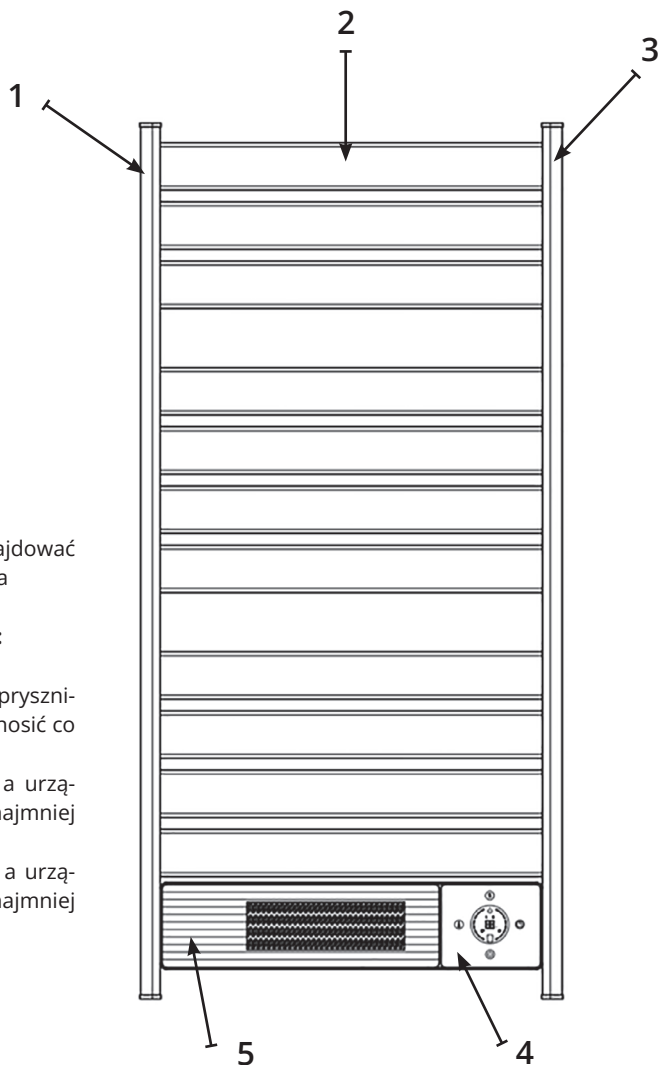 2
3
1
ajdować
a
:
pryszni-
nosić co
a urzą-
najmniej
a urzą-
najmniej
5
4